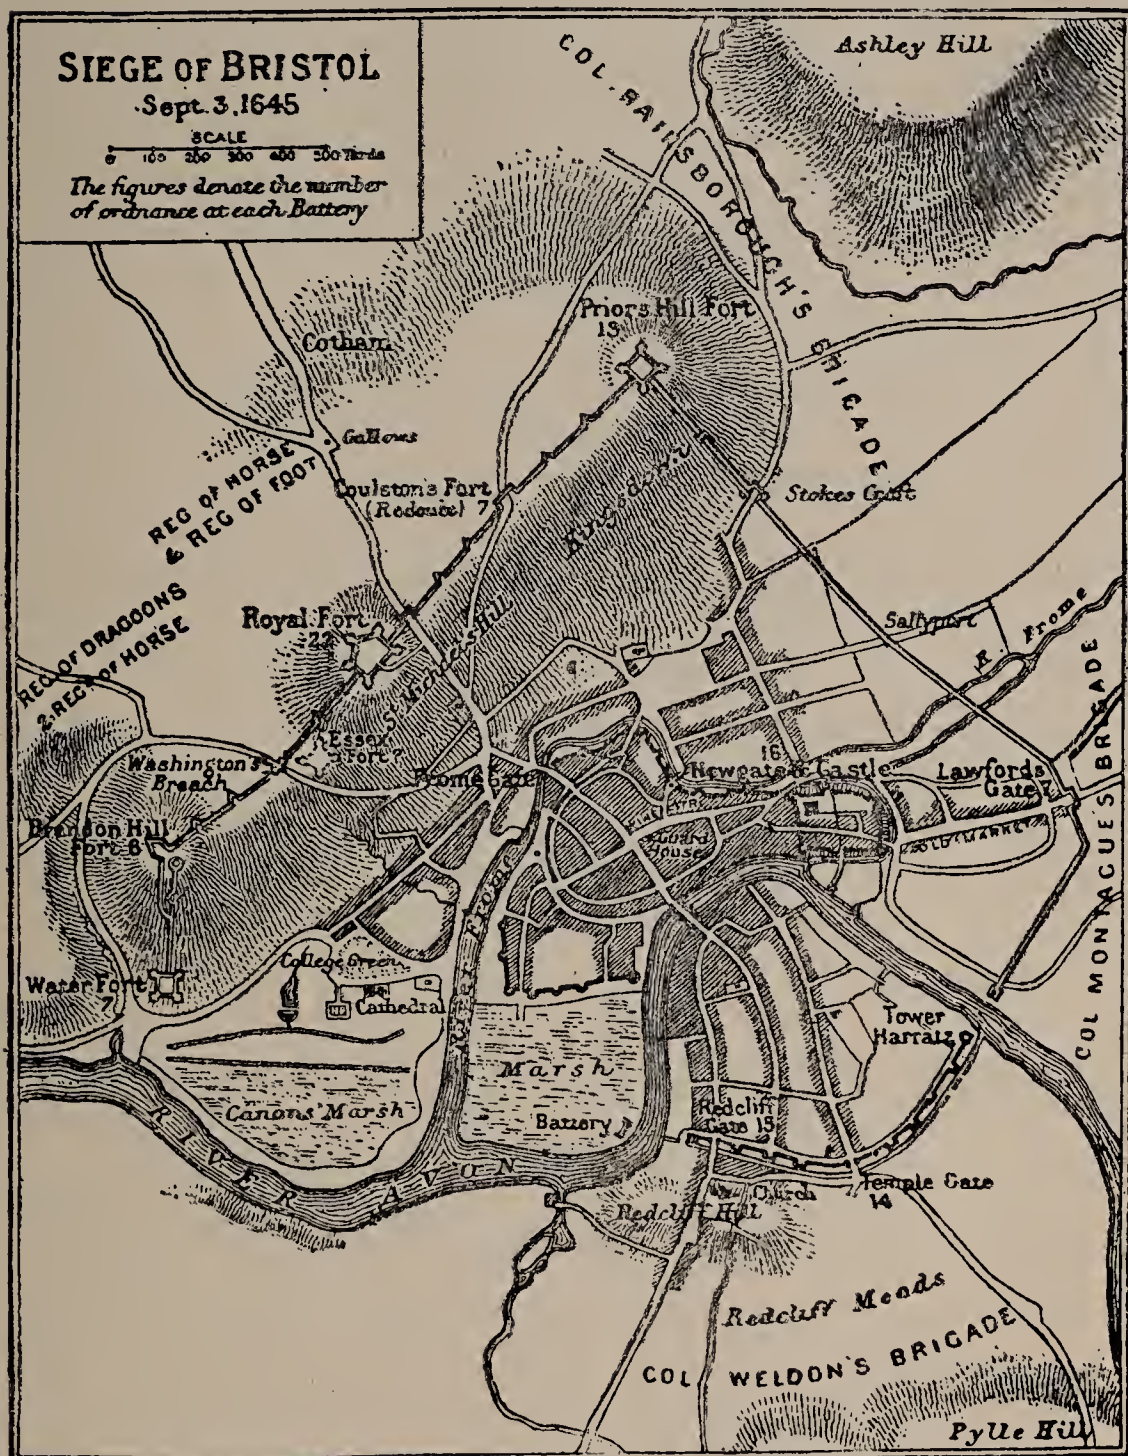 SIEGE OF BRISTOL
Sept. 3, 1645
SCALE
0 100 200 300 400 500 Yards
The figures denote the number
of ordnance at each Battery
Ashley Hill
COL. RAINSBOROUGH'S BRIGADE
Priors Hill Fort
13
Cotham
Gallows
REG OF HORSE
& REG OF FOOT
Coulston's Fort
(Redoubt) 7
Kingsdown
Stokes Croft
REG OF DRAGOONS
2 REGTS OF HORSE
Royal Fort
22
St. Michaels Hill
Sallyport
R. Frome
Essex
Fort 7
Washington's
Breach
Frome Gate
16
Newgate & Castle
Lawfords
Gate 7
Brandon Hill
Fort 6
WINE STR
Guard
House
OLD MARKET
COL MONTAGUE'S BRIGADE
River Frome
College Green
Water Fort
7
Cathedral
Tower
Harratz
Marsh
Canons' Marsh
Battery
Redcliff
Gate 15
RIVER AVON
Church
Temple Gate
14
Redcliff Hill
Redcliff Meads
COL WELDON'S BRIGADE
Pylle Hill